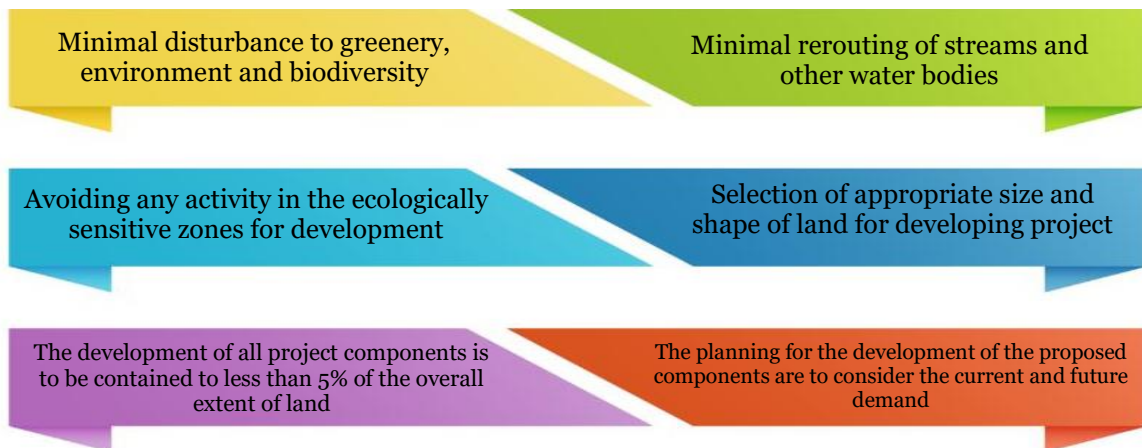 Minimal disturbance to greenery,
environment and biodiversity
Minimal rerouting of streams and
other water bodies
Avoiding any activity in the ecologically
sensitive zones for development
Selection of appropriate size and
shape of land for developing project
The development of all project components is
to be contained to less than 5% of the overall
extent of land
The planning for the development of the proposed
components are to consider the current and future
demand